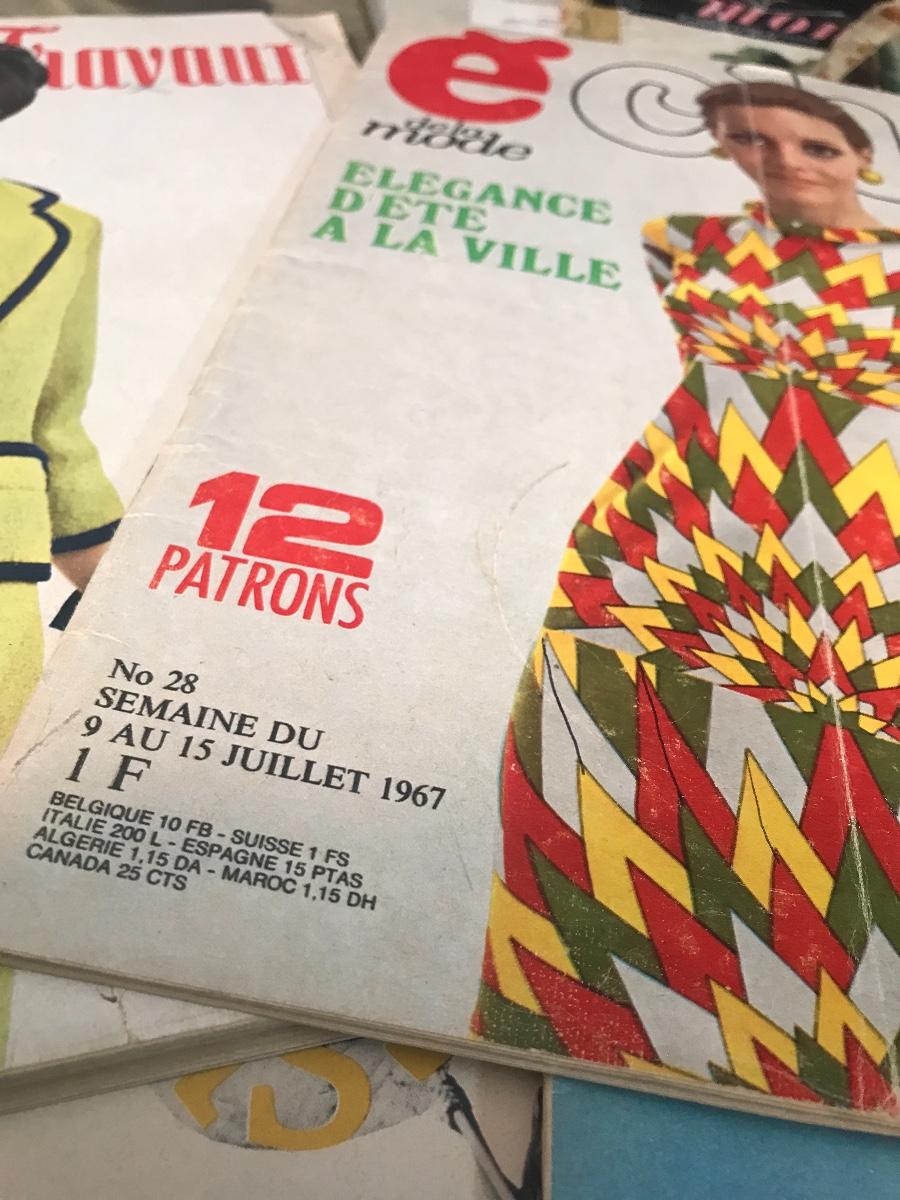 Travaux
é
de la
mode
ELEGANCE
D'ETE
A LA VILLE
12
PATRONS
No 28
SEMAINE DU
9 AU 15 JUILLET 1967
1 F
BELGIQUE 10 FB - SUISSE 1 FS
ITALIE 200 L - ESPAGNE 15 PTAS
ALGERIE 1,15 DA - MAROC 1,15 DH
CANADA 25 CTS